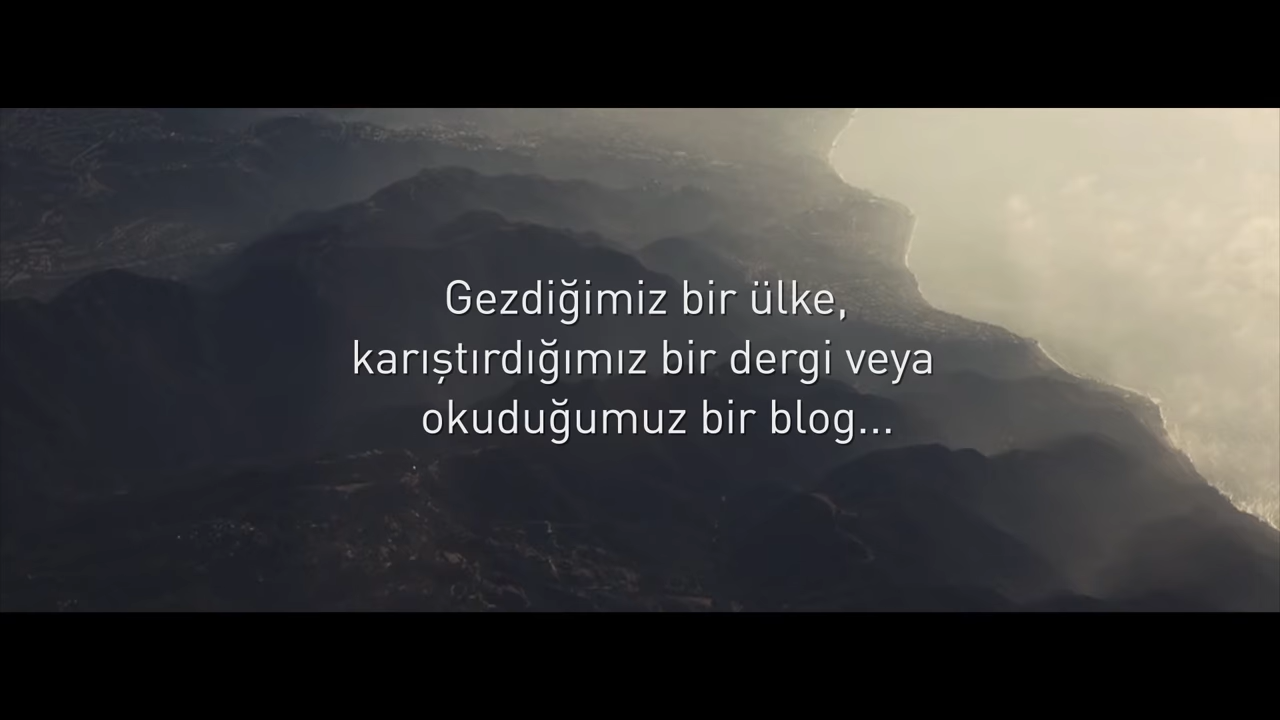 Gezdiğimiz bir ülke,
karıştırdığımız bir dergi veya
okuduğumuz bir blog...